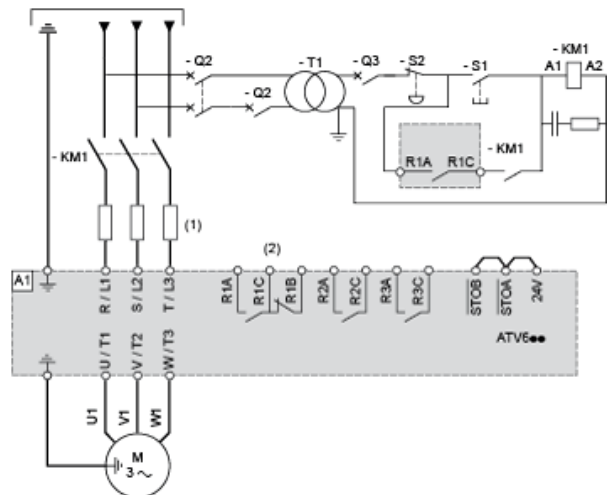 - Q2
- T1
- Q3
- S2
- S1
- KM1
A1
A2
- Q2
- KM1
R1A
R1C
- KM1
(1)
(2)
A1
R / L1
S / L2
T / L3
R1A
R1C
R1B
R2A
R2C
R3A
R3C
STOB
STOA
24V
ATV6●●
U / T1
V / T2
W / T3
U1
V1
W1
M
3 ~